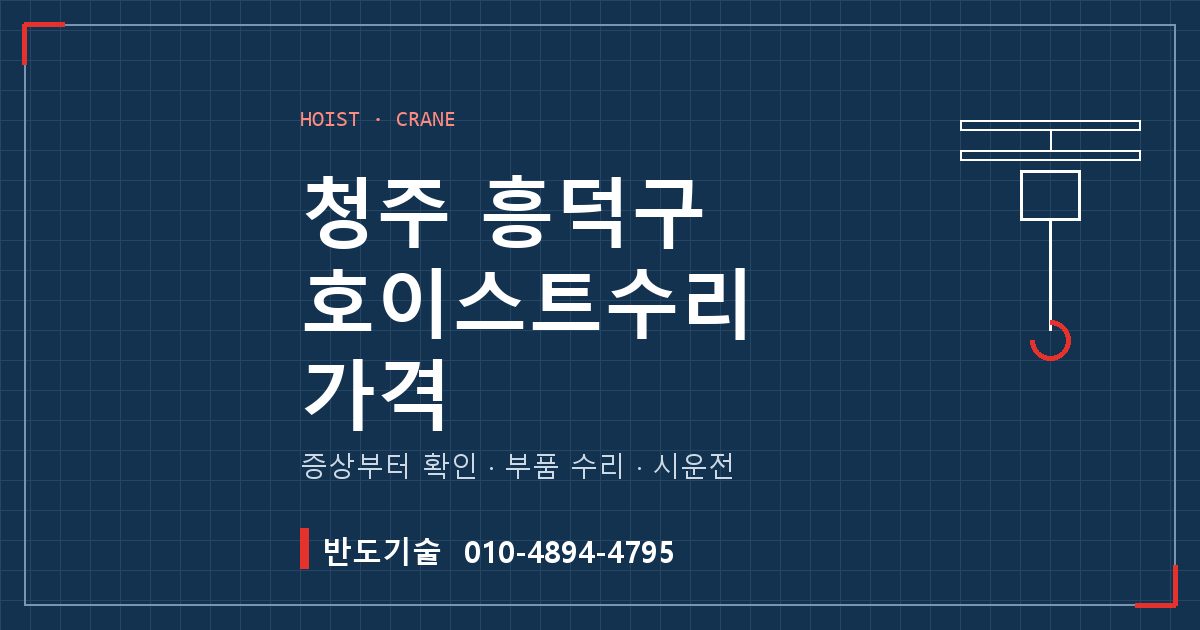 HOIST · CRANE
청주 흥덕구
호이스트수리
가격
증상부터 확인 · 부품 수리 · 시운전
반도기술 010-4894-4795